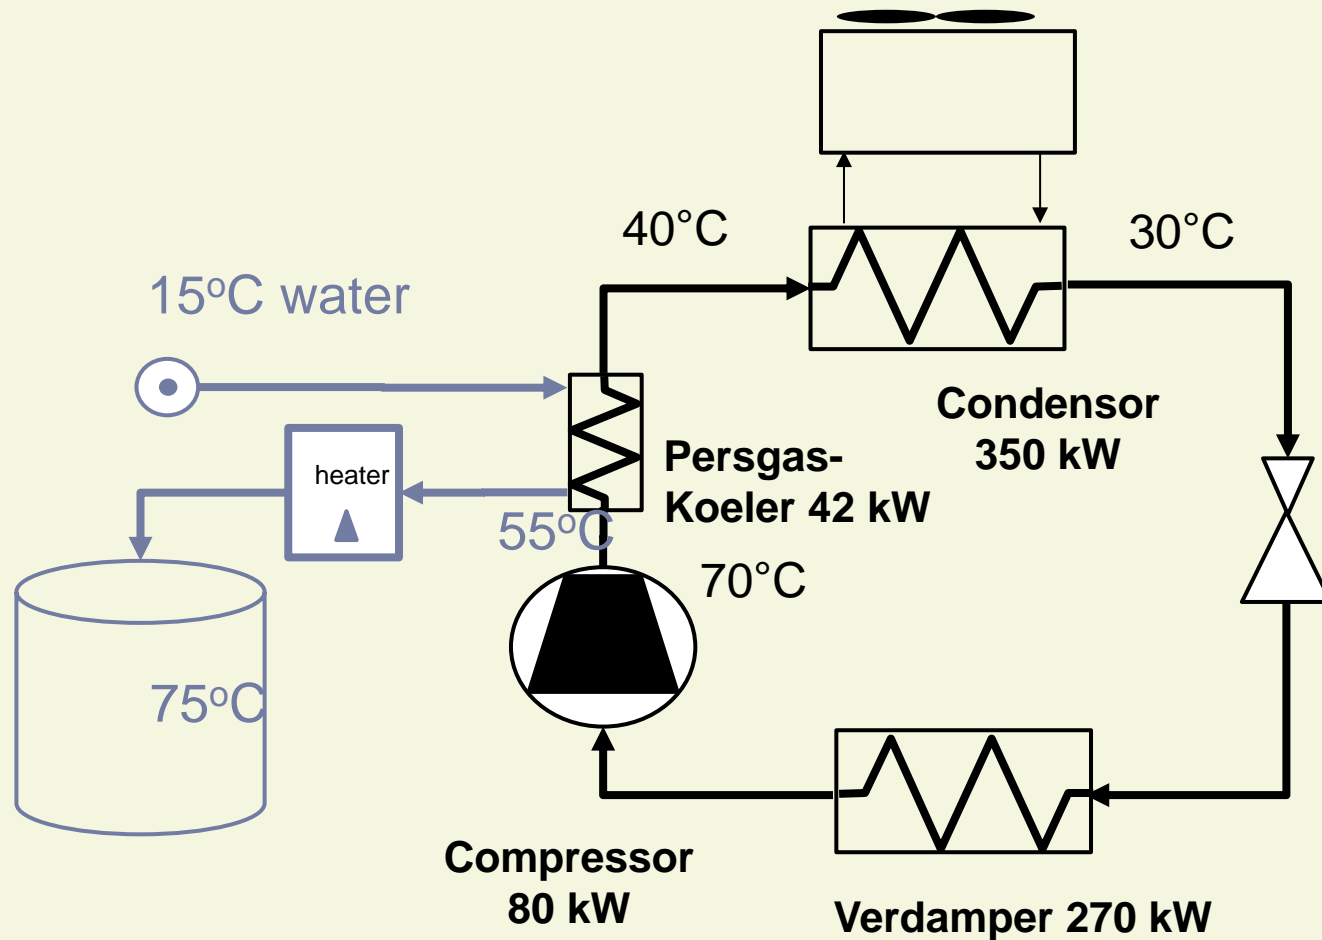 40°C
30°C
15°C water
Condensor
350 kW
Persgas-
Koeler 42 kW
heater
55°C
70°C
75°C
Compressor
80 kW
Verdamper 270 kW